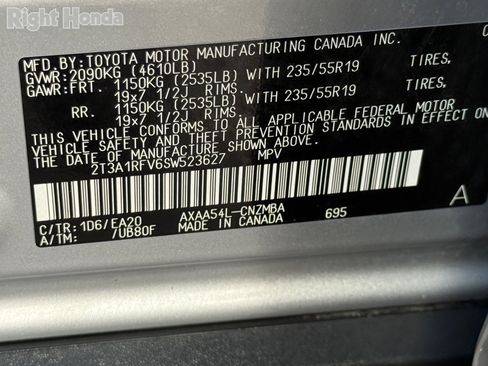 Right Honda
MFD.BY:TOYOTA MOTOR MANUFACTURING CANADA INC.
GVWR:2090KG (4610LB)
GAWR:FRT. 1150KG (2535LB) WITH 235/55R19 TIRES,
19x7 1/2J RIMS.
RR. 1150KG (2535LB) WITH 235/55R19 TIRES,
19x7 1/2J RIMS.
THIS VEHICLE CONFORMS TO ALL APPLICABLE FEDERAL MOTOR
VEHICLE SAFETY AND THEFT PREVENTION STANDARDS IN EFFECT ON
THE DATE OF MANUFACTURE SHOWN ABOVE.
2T3A1RFV6SW523627 MPV
A
C/TR:1D6/EA20 AXAA54L-CNZMBA 695
A/TM: /UB80F MADE IN CANADA